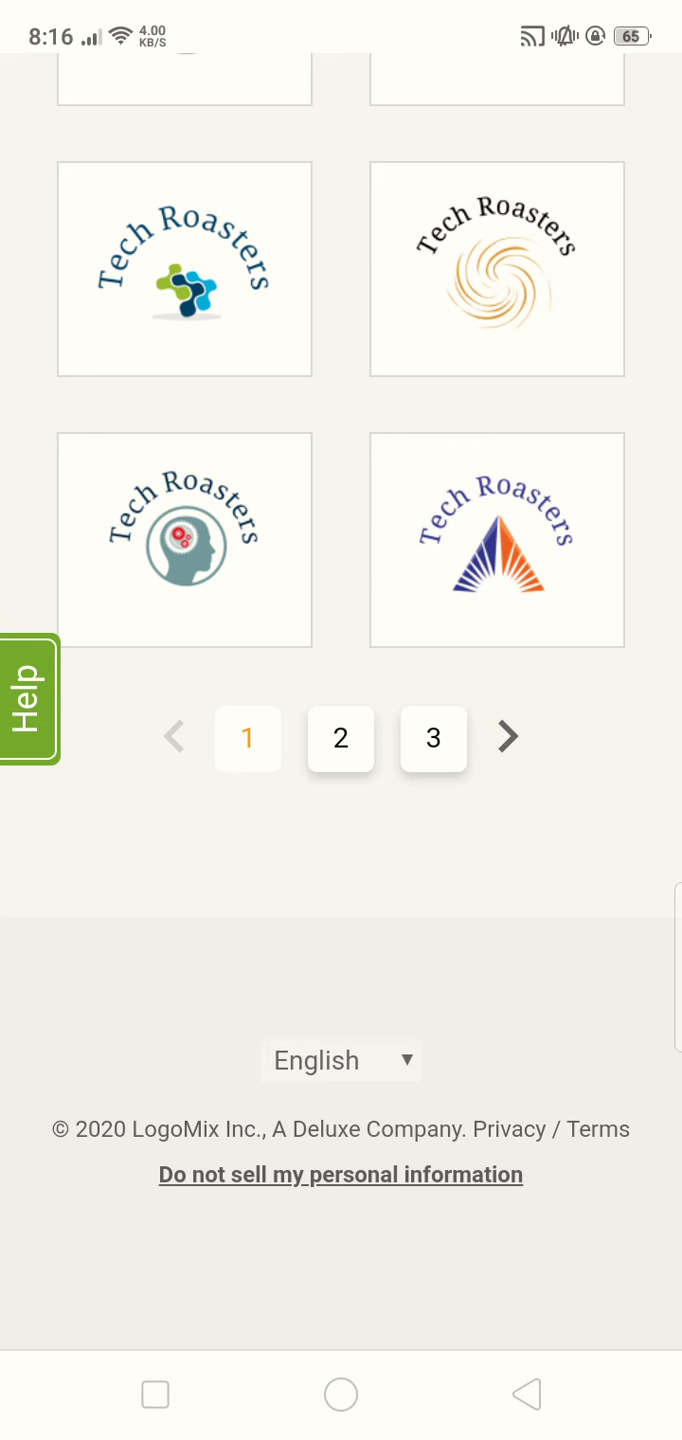 8:16
4.00
KB/S
65
Tech Roasters
Tech Roasters
Tech Roasters
Tech Roasters
Help
1 2 3
English
© 2020 LogoMix Inc., A Deluxe Company. Privacy / Terms
Do not sell my personal information